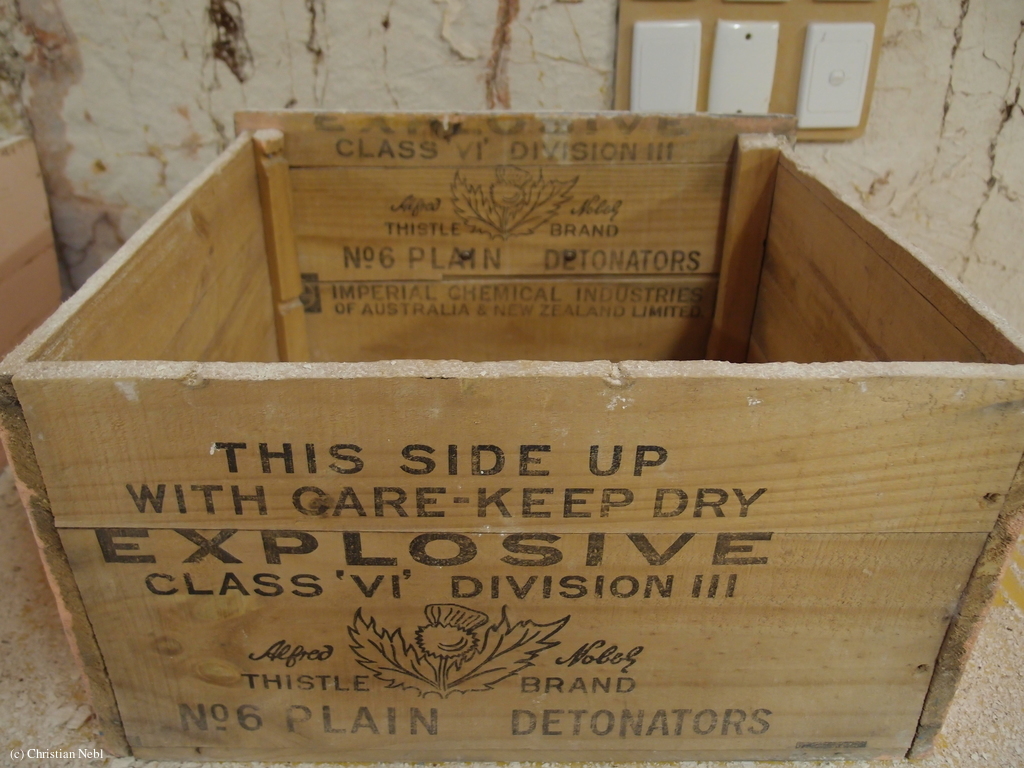 EXPLOSIVE
CLASS 'VI' DIVISION III
Alfred Nobel
THISTLE BRAND
Nº6 PLAIN DETONATORS
IMPERIAL CHEMICAL INDUSTRIES
OF AUSTRALIA & NEW ZEALAND LIMITED.
THIS SIDE UP
WITH CARE-KEEP DRY
EXPLOSIVE
CLASS 'VI' DIVISION III
Alfred Nobel
THISTLE BRAND
Nº6 PLAIN DETONATORS
(c) Christian Nebl